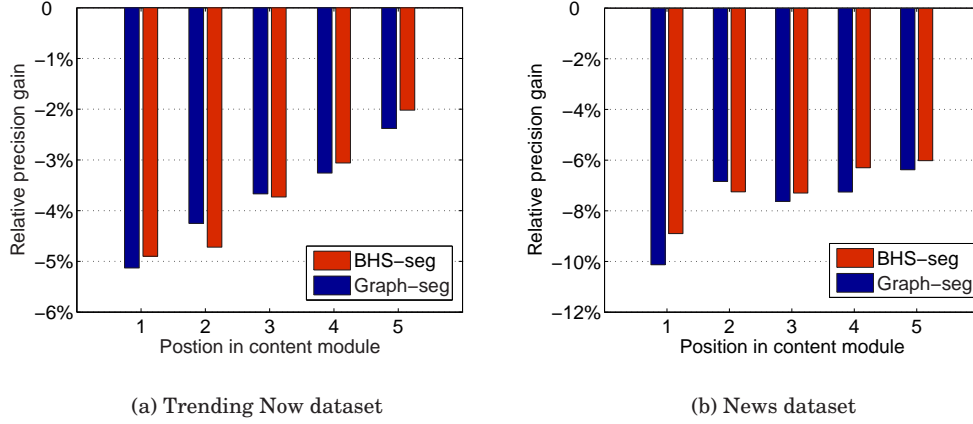 0
−1%
−2%
−3%
−4%
−5%
−6%
Relative precision gain
BHS−seg
Graph−seg
1 2 3 4 5
Postion in content module
(a) Trending Now dataset
0
−2%
−4%
−6%
−8%
−10%
−12%
Relative precision gain
BHS−seg
Graph−seg
1 2 3 4 5
Position in content module
(b) News dataset